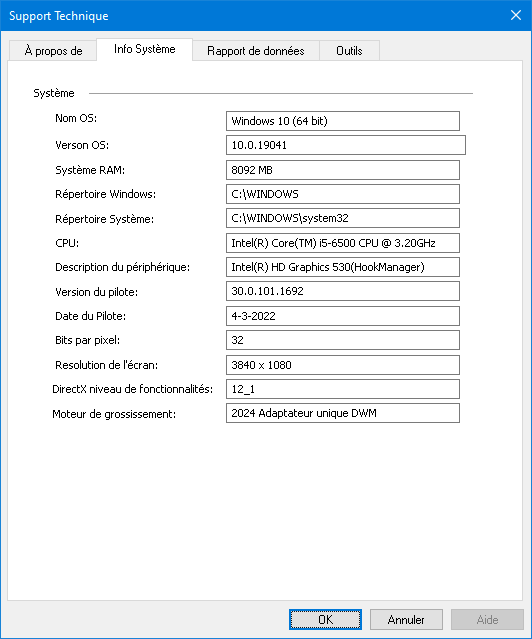 Support Technique
À propos de
Info Système
Rapport de données
Outils
Système
Nom OS: Windows 10 (64 bit)
Verson OS: 10.0.19041
Système RAM: 8092 MB
Répertoire Windows: C:\WINDOWS
Répertoire Système: C:\WINDOWS\system32
CPU: Intel(R) Core(TM) i5-6500 CPU @ 3.20GHz
Description du périphérique: Intel(R) HD Graphics 530(HookManager)
Version du pilote: 30.0.101.1692
Date du Pilote: 4-3-2022
Bits par pixel: 32
Resolution de l'écran: 3840 x 1080
DirectX niveau de fonctionnalités: 12_1
Moteur de grossissement: 2024 Adaptateur unique DWM
OK
Annuler
Aide